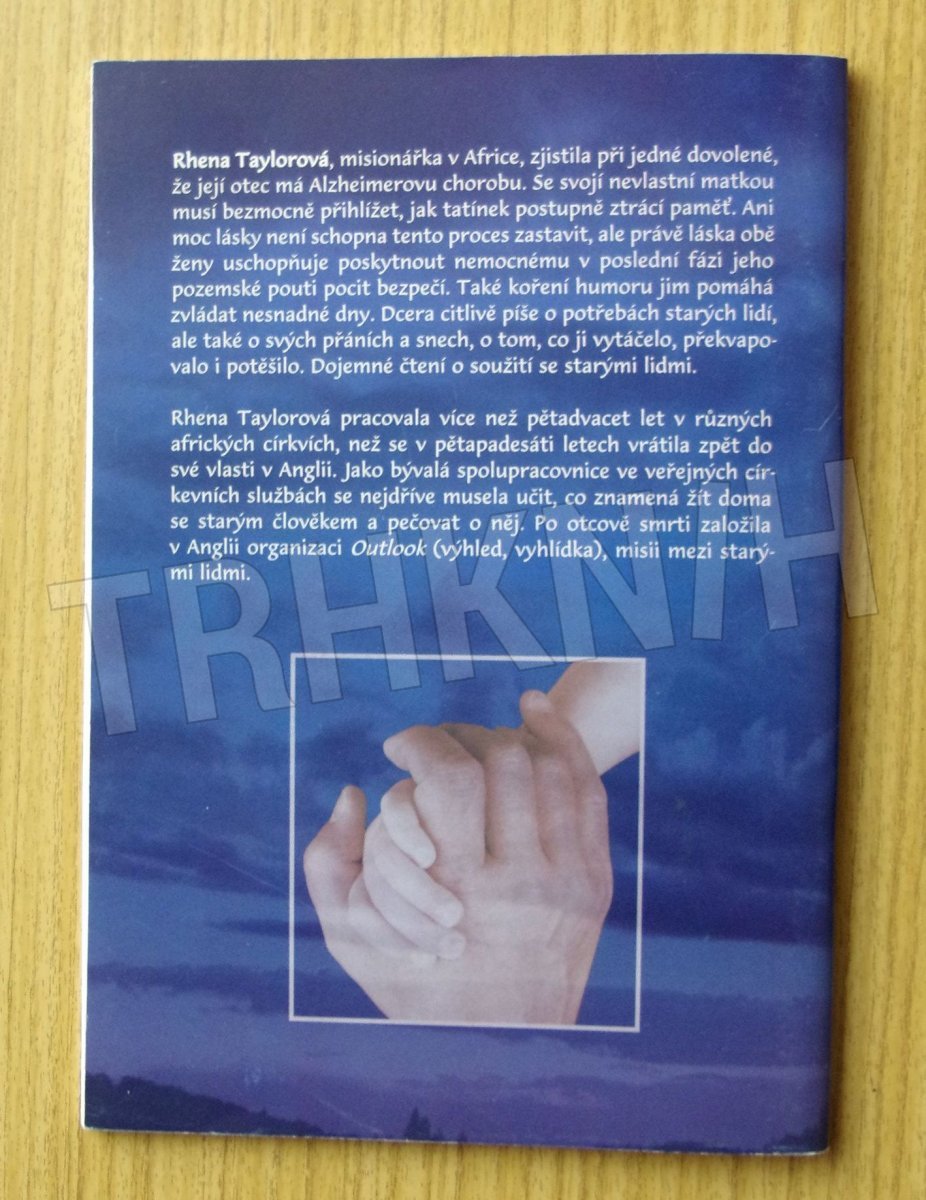 Rhena Taylorová, misionářka v Africe, zjistila při jedné dovolené,
že její otec má Alzheimerovu chorobu. Se svojí nevlastní matkou
musí bezmocně přihlížet, jak tatínek postupně ztrácí paměť. Ani
moc lásky není schopna tento proces zastavit, ale právě láska obě
ženy uschopňuje poskytnout nemocnému v poslední fázi jeho
pozemské pouti pocit bezpečí. Také koření humoru jim pomáhá
zvládat nesnadné dny. Dcera citlivě píše o potřebách starých lidí,
ale také o svých přáních a snech, o tom, co ji vytáčelo, překvapo-
valo i potěšilo. Dojemné čtení o soužití se starými lidmi.
Rhena Taylorová pracovala více než pětadvacet let v různých
afrických církvích, než se v pětapadesáti letech vrátila zpět do
své vlasti v Anglii. Jako bývalá spolupracovnice ve veřejných cír-
kevních službách se nejdříve musela učit, co znamená žít doma
se starým člověkem a pečovat o něj. Po otcově smrti založila
v Anglii organizaci Outlook (výhled, vyhlídka), misii mezi starý-
mi lidmi.
TRHKNIH